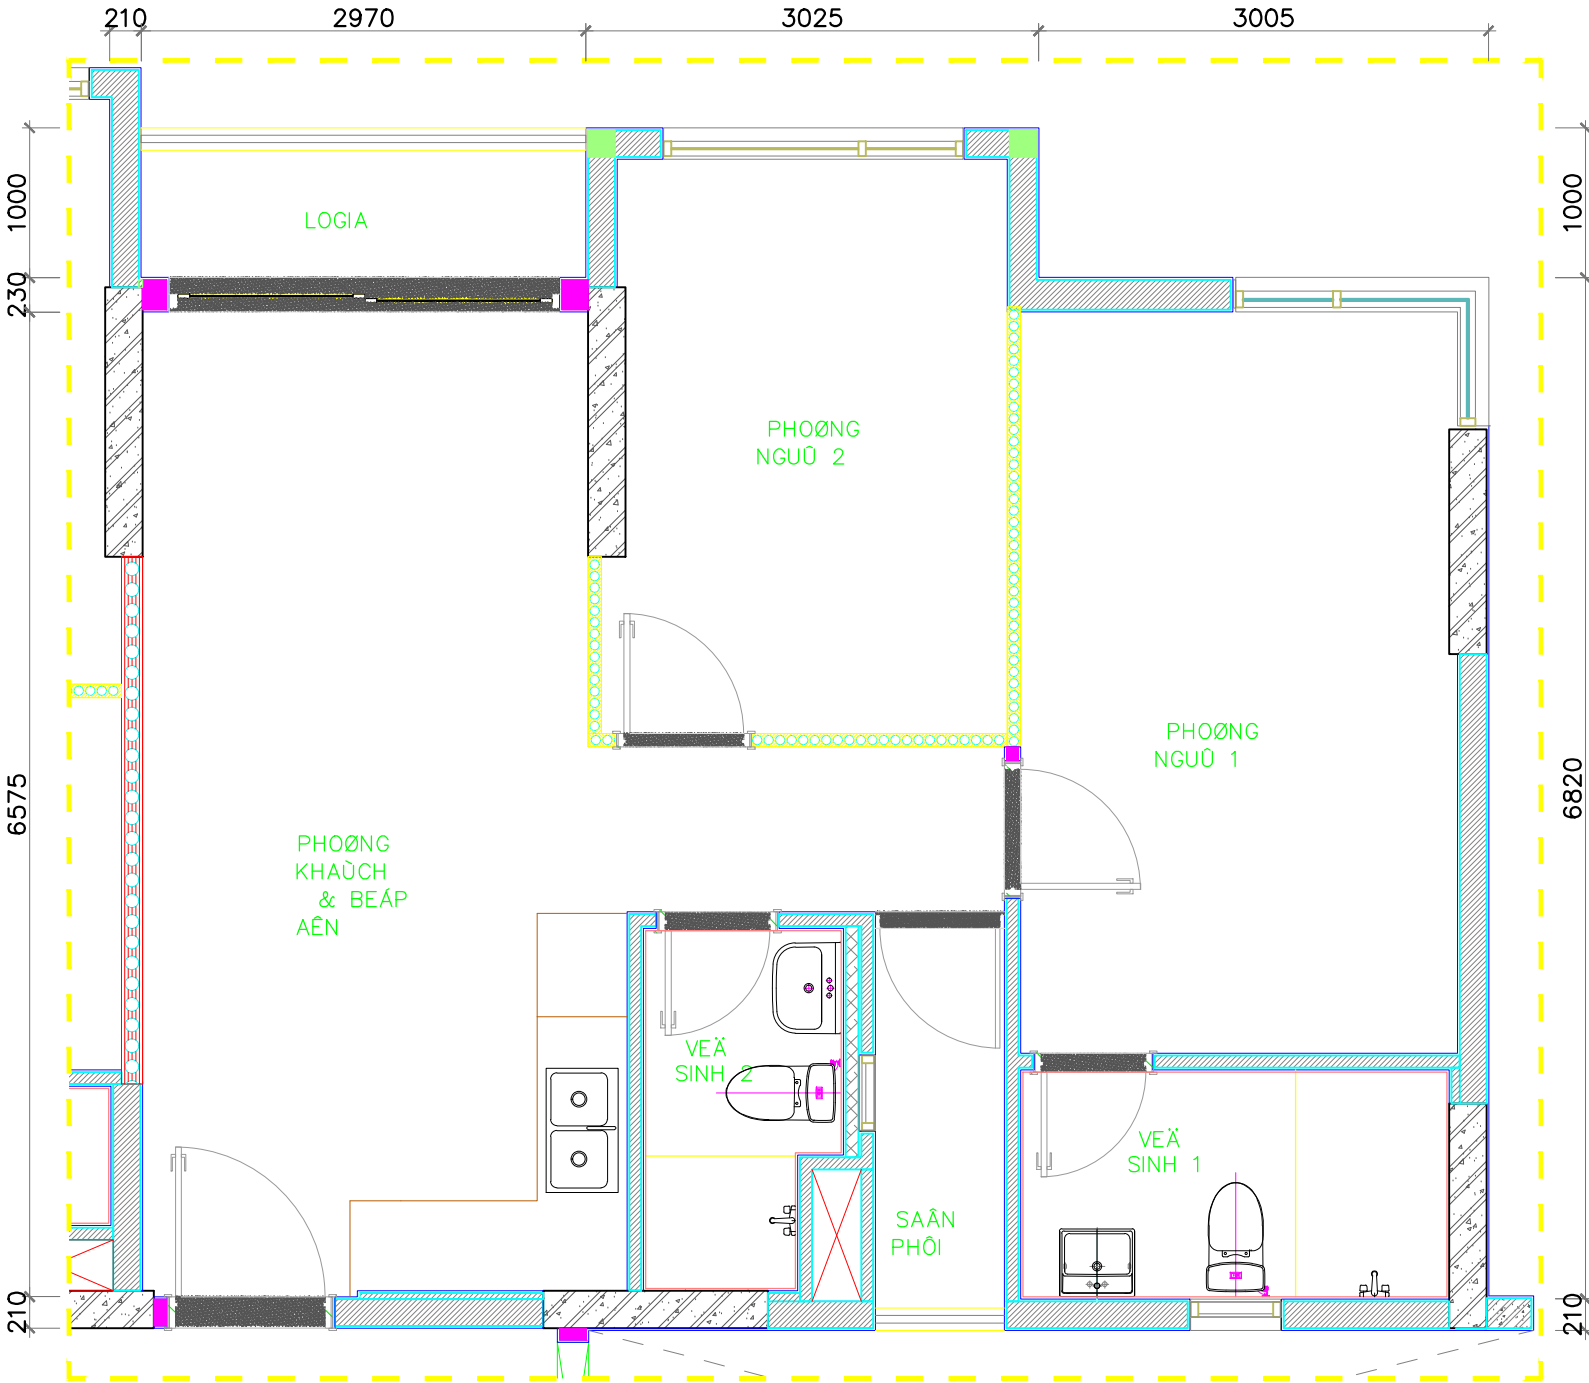 210
2970
3025
3005
1000
1000
230
LOGIA
PHOØNG
NGUÛ 2
PHOØNG
NGUÛ 1
6575
6820
PHOØNG
KHAÙCH
& BEÁP
AÊN
VEÄ
SINH 2
VEÄ
SINH 1
SAÂN
PHÔI
210
210